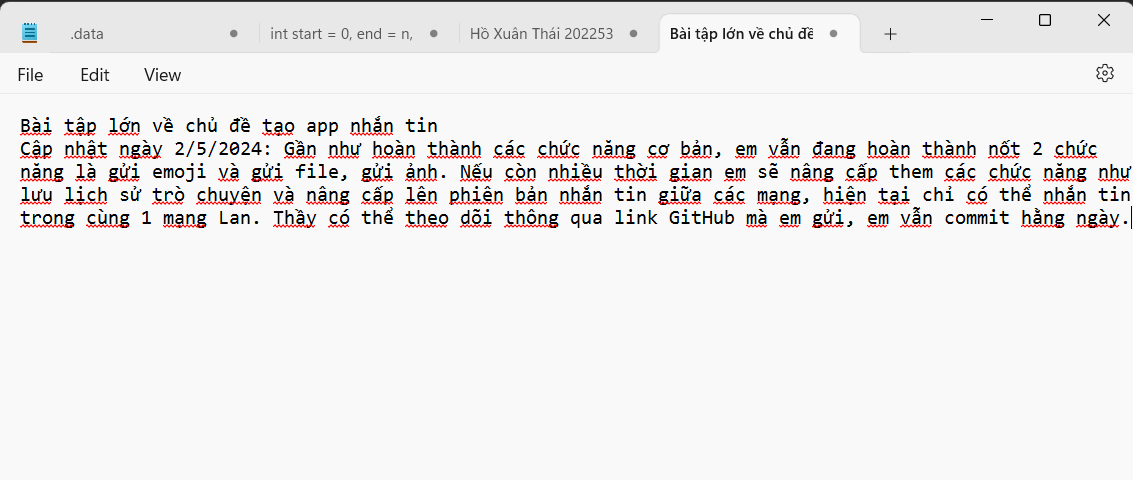 .data
int start = 0, end = n,
Hồ Xuân Thái 202253
Bài tập lớn về chủ đề
File
Edit
View
Bài tập lớn về chủ đề tạo app nhắn tin
Cập nhật ngày 2/5/2024: Gần như hoàn thành các chức năng cơ bản, em vẫn đang hoàn thành nốt 2 chức
năng là gửi emoji và gửi file, gửi ảnh. Nếu còn nhiều thời gian em sẽ nâng cấp them các chức năng như
lưu lịch sử trò chuyện và nâng cấp lên phiên bản nhắn tin giữa các mạng, hiện tại chỉ có thể nhắn tin
trong cùng 1 mạng Lan. Thầy có thể theo dõi thông qua link GitHub mà em gửi, em vẫn commit hằng ngày.